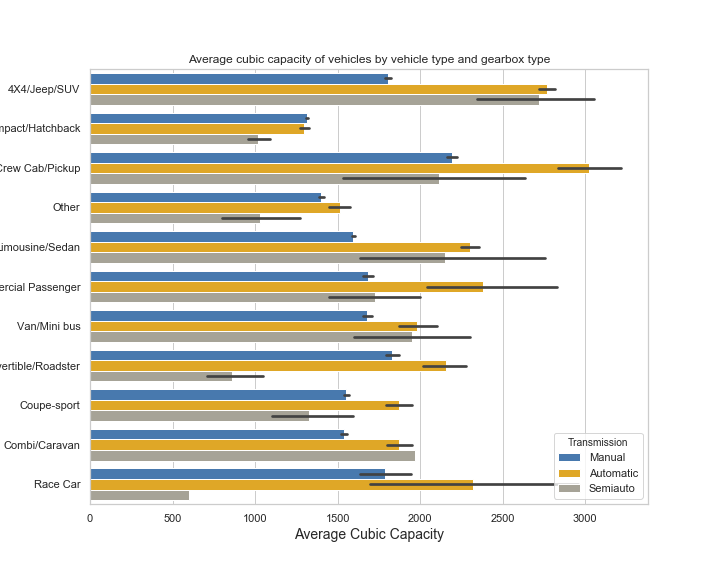 Average cubic capacity of vehicles by vehicle type and gearbox type
4X4/Jeep/SUV
mpact/Hatchback
Crew Cab/Pickup
Other
Limousine/Sedan
ercial Passenger
Van/Mini bus
vertible/Roadster
Coupe-sport
Combi/Caravan
Race Car
Transmission
Manual
Automatic
Semiauto
0 500 1000 1500 2000 2500 3000
Average Cubic Capacity